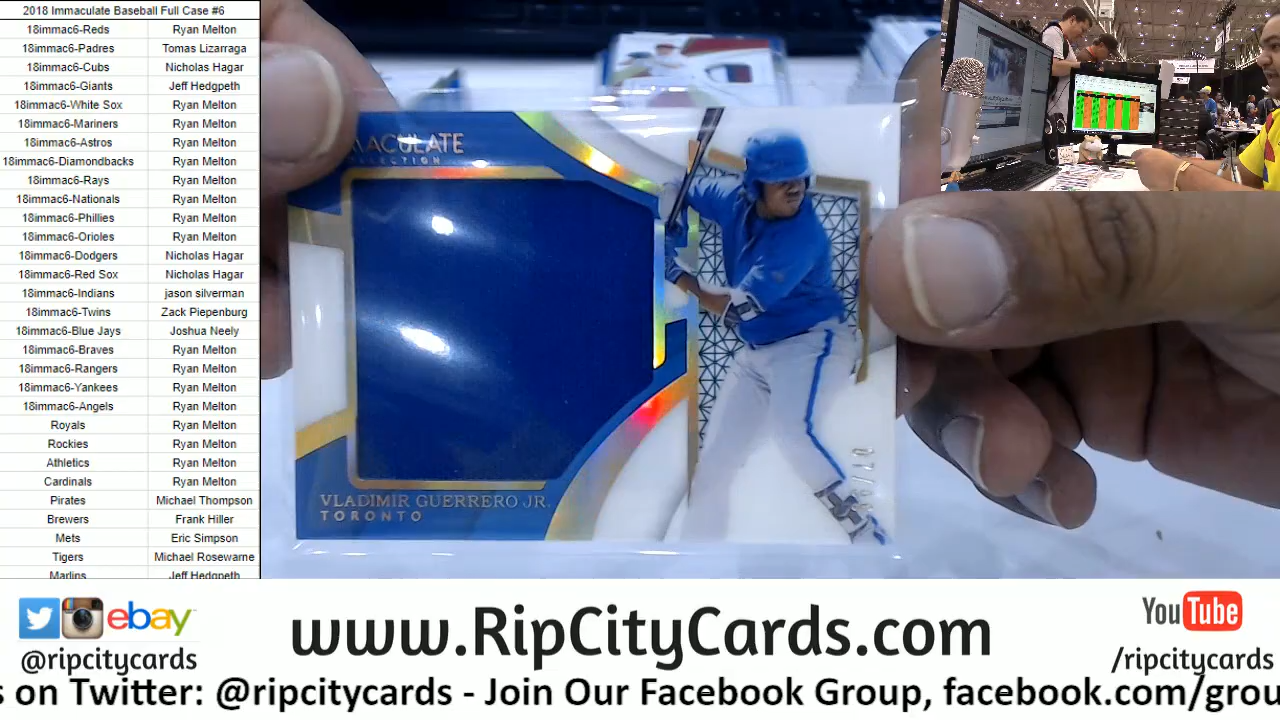 2018 Immaculate Baseball Full Case #6
18immac6-Reds Ryan Melton
18immac6-Padres Tomas Lizarraga
18immac6-Cubs Nicholas Hagar
18immac6-Giants Jeff Hedgpeth
18immac6-White Sox Ryan Melton
18immac6-Mariners Ryan Melton
18immac6-Astros Ryan Melton
18immac6-Diamondbacks Ryan Melton
18immac6-Rays Ryan Melton
18immac6-Nationals Ryan Melton
18immac6-Phillies Ryan Melton
18immac6-Orioles Ryan Melton
18immac6-Dodgers Nicholas Hagar
18immac6-Red Sox Nicholas Hagar
18immac6-Indians jason silverman
18immac6-Twins Zack Piepenburg
18immac6-Blue Jays Joshua Neely
18immac6-Braves Ryan Melton
18immac6-Rangers Ryan Melton
18immac6-Yankees Ryan Melton
18immac6-Angels Ryan Melton
Royals Ryan Melton
Rockies Ryan Melton
Athletics Ryan Melton
Cardinals Ryan Melton
Pirates Michael Thompson
Brewers Frank Hiller
Mets Eric Simpson
Tigers Michael Rosewarne
Marlins Jeff Hedgpeth
MACULATE
COLLECTION
VLADIMIR GUERRERO JR.
TORONTO
ebay
@ripcitycards
www.RipCityCards.com
YouTube
/ripcitycards
s on Twitter: @ripcitycards - Join Our Facebook Group, facebook.com/grou